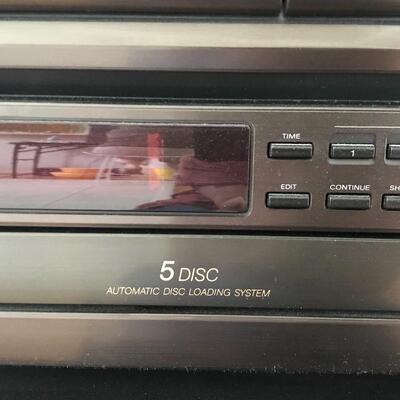 TIME
1
EDIT CONTINUE
5 DISC
AUTOMATIC DISC LOADING SYSTEM